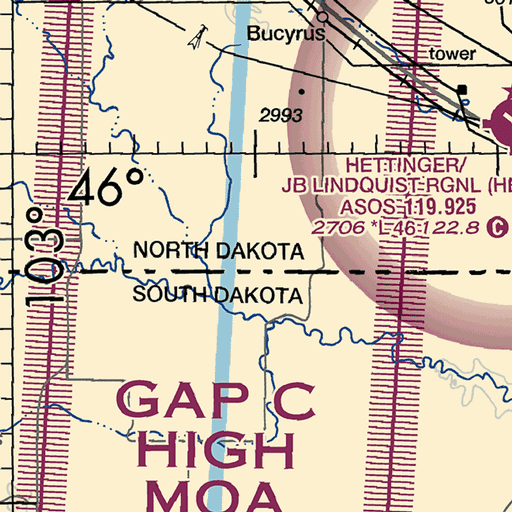 Bucyrus
tower
2993
46°
HETTINGER/
JB LINDQUIST RGNL (HE
ASOS 119.925
2706 *L 46 122.8 C
103°
NORTH DAKOTA
SOUTH DAKOTA
GAP C
HIGH
MOA